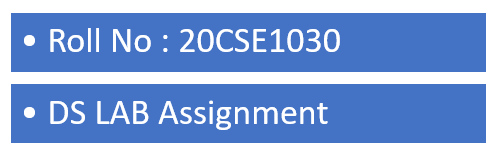 • Roll No : 20CSE1030
• DS LAB Assignment